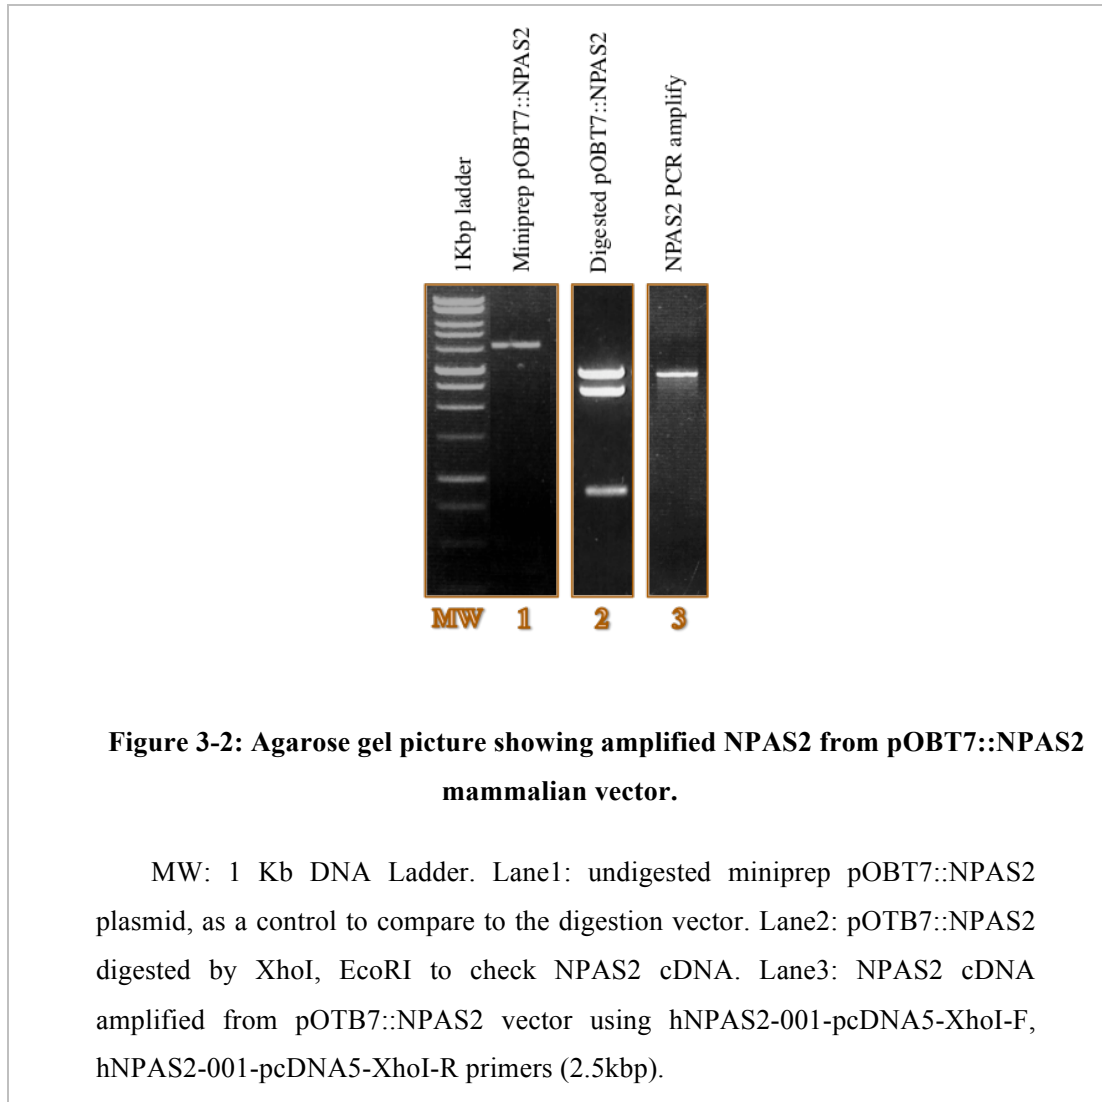 1Kbp ladder
Miniprep pOBT7::NPAS2
Digested pOBT7::NPAS2
NPAS2 PCR amplify
MW 1 2 3
Figure 3-2: Agarose gel picture showing amplified NPAS2 from pOBT7::NPAS2
mammalian vector.
MW: 1 Kb DNA Ladder. Lane1: undigested miniprep pOBT7::NPAS2
plasmid, as a control to compare to the digestion vector. Lane2: pOTB7::NPAS2
digested by XhoI, EcoRI to check NPAS2 cDNA. Lane3: NPAS2 cDNA
amplified from pOTB7::NPAS2 vector using hNPAS2-001-pcDNA5-XhoI-F,
hNPAS2-001-pcDNA5-XhoI-R primers (2.5kbp).